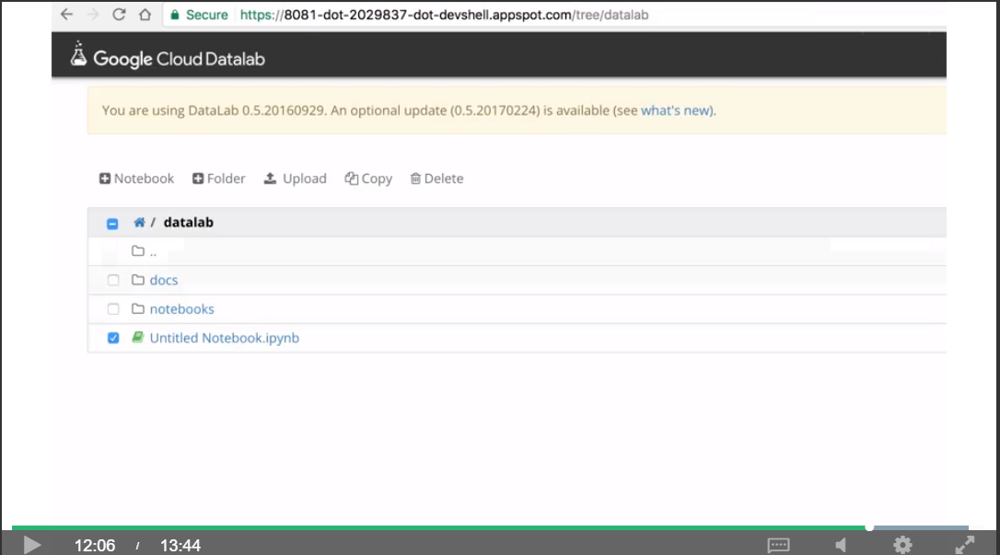 Secure https://8081-dot-2029837-dot-devshell.appspot.com/tree/datalab
Google Cloud Datalab
You are using DataLab 0.5.20160929. An optional update (0.5.20170224) is available (see what's new).
Notebook Folder Upload Copy Delete
/ datalab
..
docs
notebooks
Untitled Notebook.ipynb
12:06 / 13:44